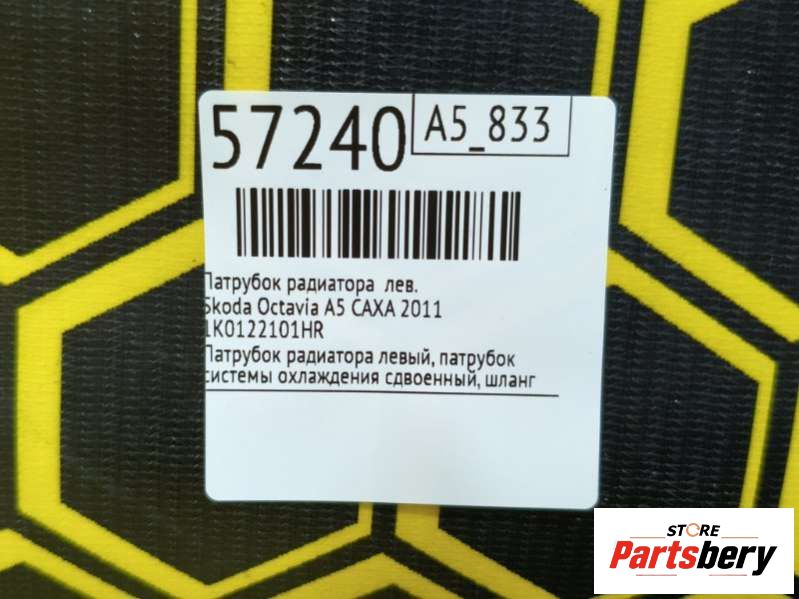 57240
A5_833
Патрубок радиатора лев.
Skoda Octavia A5 CAXA 2011
1K0122101HR
Патрубок радиатора левый, патрубок
системы охлаждения сдвоенный, шланг
STORE
Partsbery